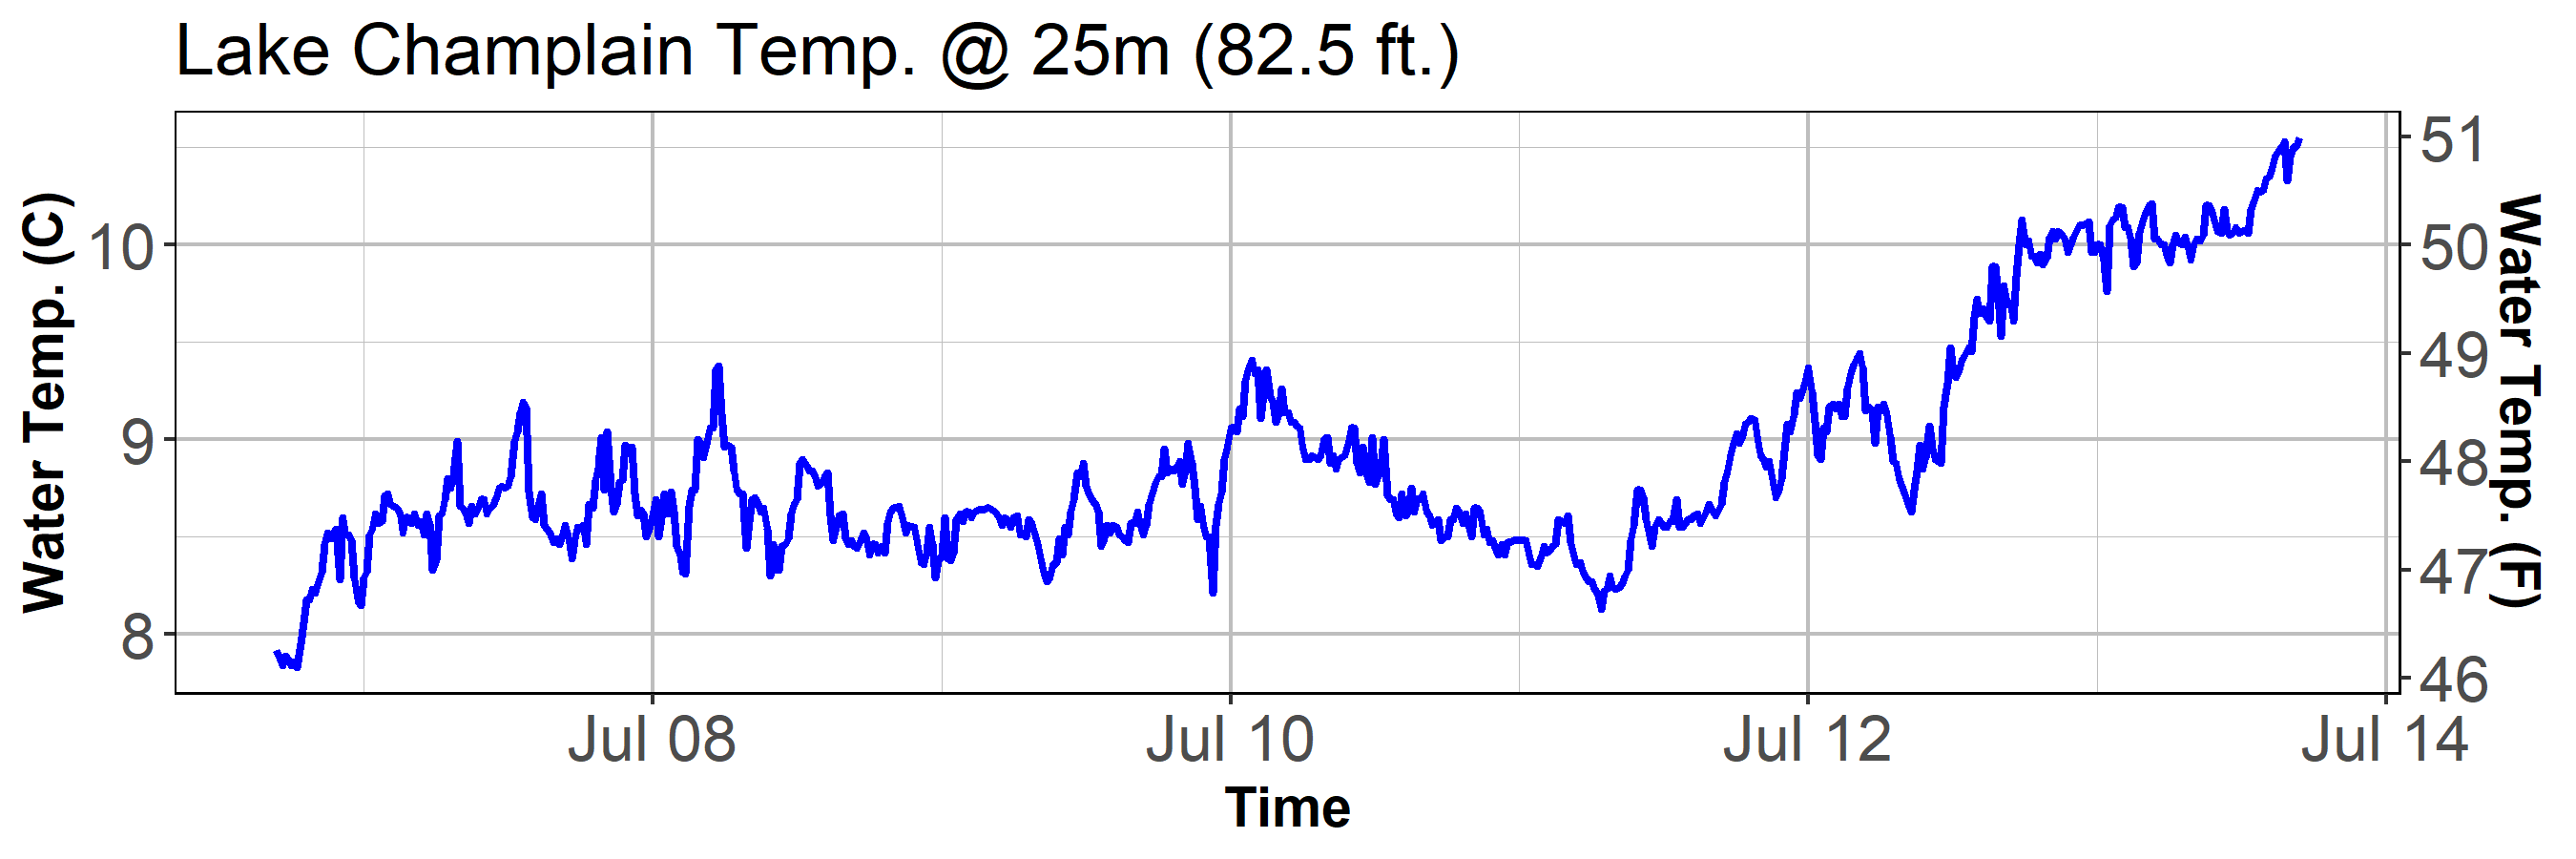 Lake Champlain Temp. @ 25m (82.5 ft.)
Water Temp. (C)
10
9
8
51
50
49
48
47
46
Water Temp. (F)
Jul 08
Jul 10
Jul 12
Jul 14
Time